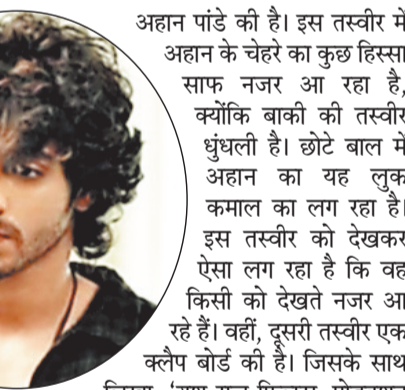 अहान पांडे की है। इस तस्वीर में
अहान के चेहरे का कुछ हिस्सा
साफ नजर आ रहा है,
क्योंकि बाकी की तस्वीर
धुंधली है। छोटे बाल में
अहान का यह लुक
कमाल का लग रहा है।
इस तस्वीर को देखकर
ऐसा लग रहा है कि वह
किसी को देखते नजर आ
रहे हैं। वहीं, दूसरी तस्वीर एक
क्लैप बोर्ड की है। जिसके साथ